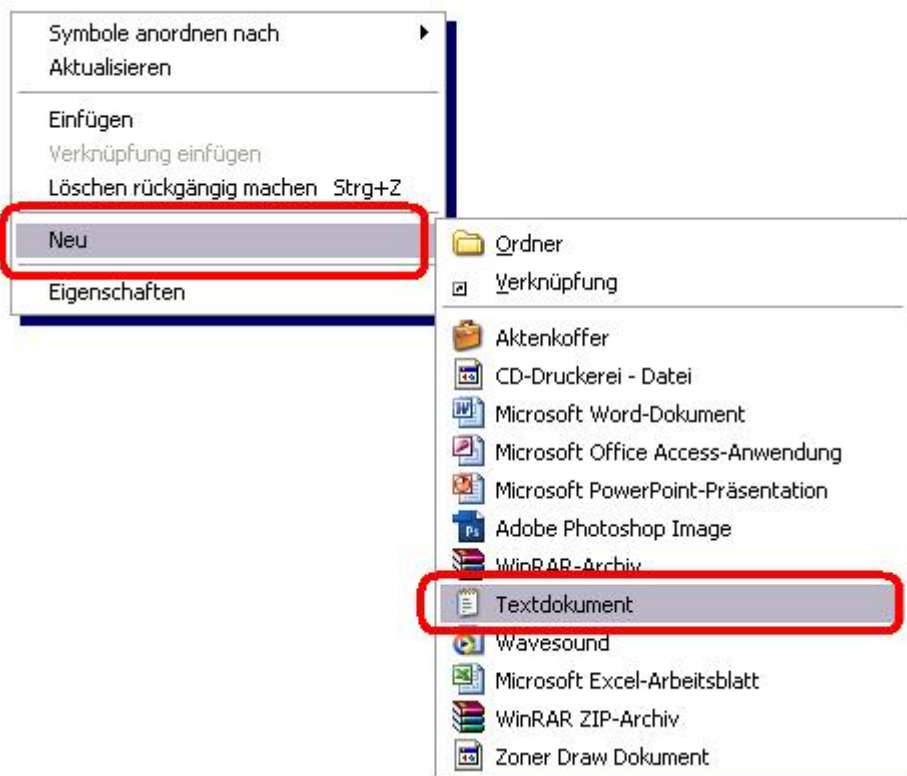 Symbole anordnen nach
Aktualisieren
Einfügen
Verknüpfung einfügen
Löschen rückgängig machen Strg+Z
Neu
Eigenschaften
Ordner
Verknüpfung
Aktenkoffer
CD-Druckerei - Datei
Microsoft Word-Dokument
Microsoft Office Access-Anwendung
Microsoft PowerPoint-Präsentation
Adobe Photoshop Image
WinRAR-Archiv
Textdokument
Wavesound
Microsoft Excel-Arbeitsblatt
WinRAR ZIP-Archiv
Zoner Draw Dokument